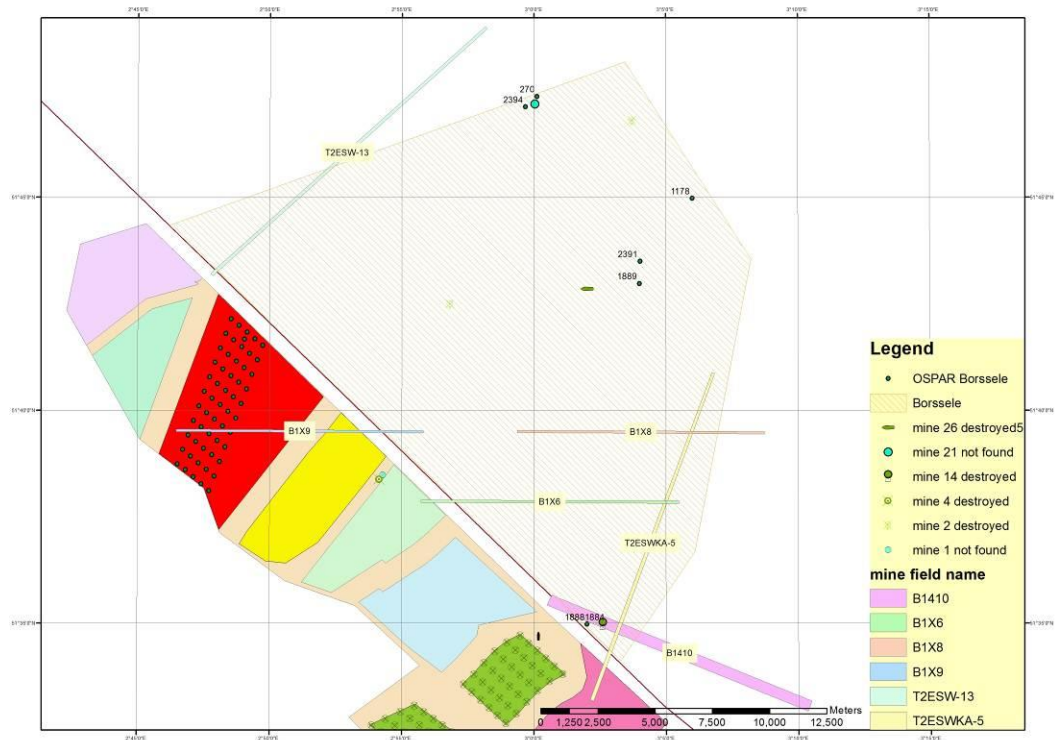 270
2394
T2ESW-13
1178
2391
1889
B1X9
B1X8
B1X6
T2ESWKA-5
1888 1884
B1410
Legend
OSPAR Borssele
Borssele
mine 26 destroyed5
mine 21 not found
mine 14 destroyed
mine 4 destroyed
mine 2 destroyed
mine 1 not found
mine field name
B1410
B1X6
B1X8
B1X9
T2ESW-13
T2ESWKA-5
Meters
0 1,250 2,500 5,000 7,500 10,000 12,500